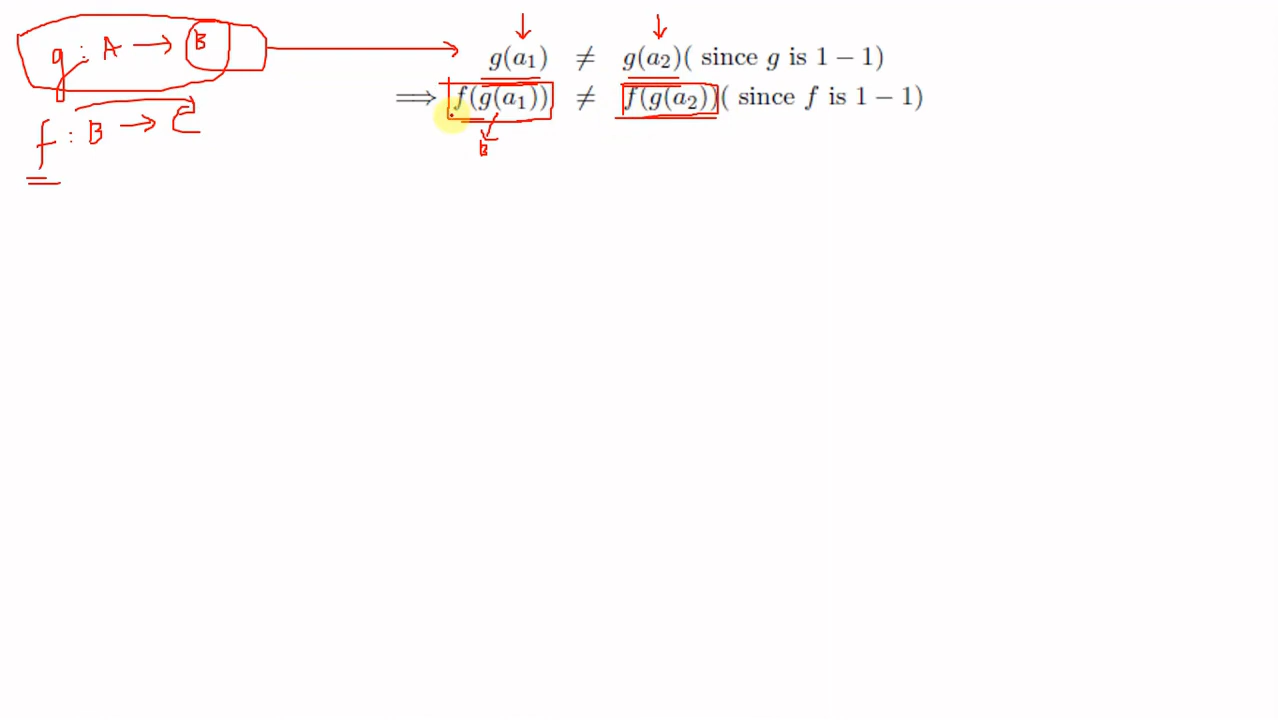 g : A → B
g(a₁) ≠ g(a₂)( since g is 1 − 1)
⟹ f(g(a₁)) ≠ f(g(a₂))( since f is 1 − 1)
f : B → C
B